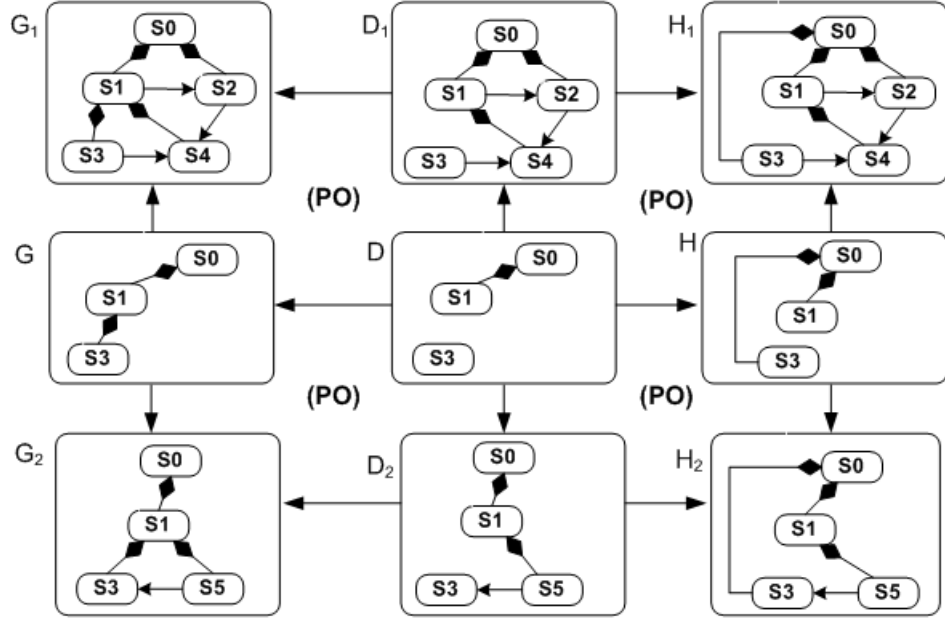 G1 S0 D1 S0 H1 S0
S1 S2 S1 S2 S1 S2
S3 S4 S3 S4 S3 S4
(PO) (PO)
G S0 D S0 H S0
S1 S1 S1
S3 S3 S3
(PO) (PO)
G2 S0 D2 S0 H2 S0
S1 S1 S1
S3 S5 S3 S5 S3 S5